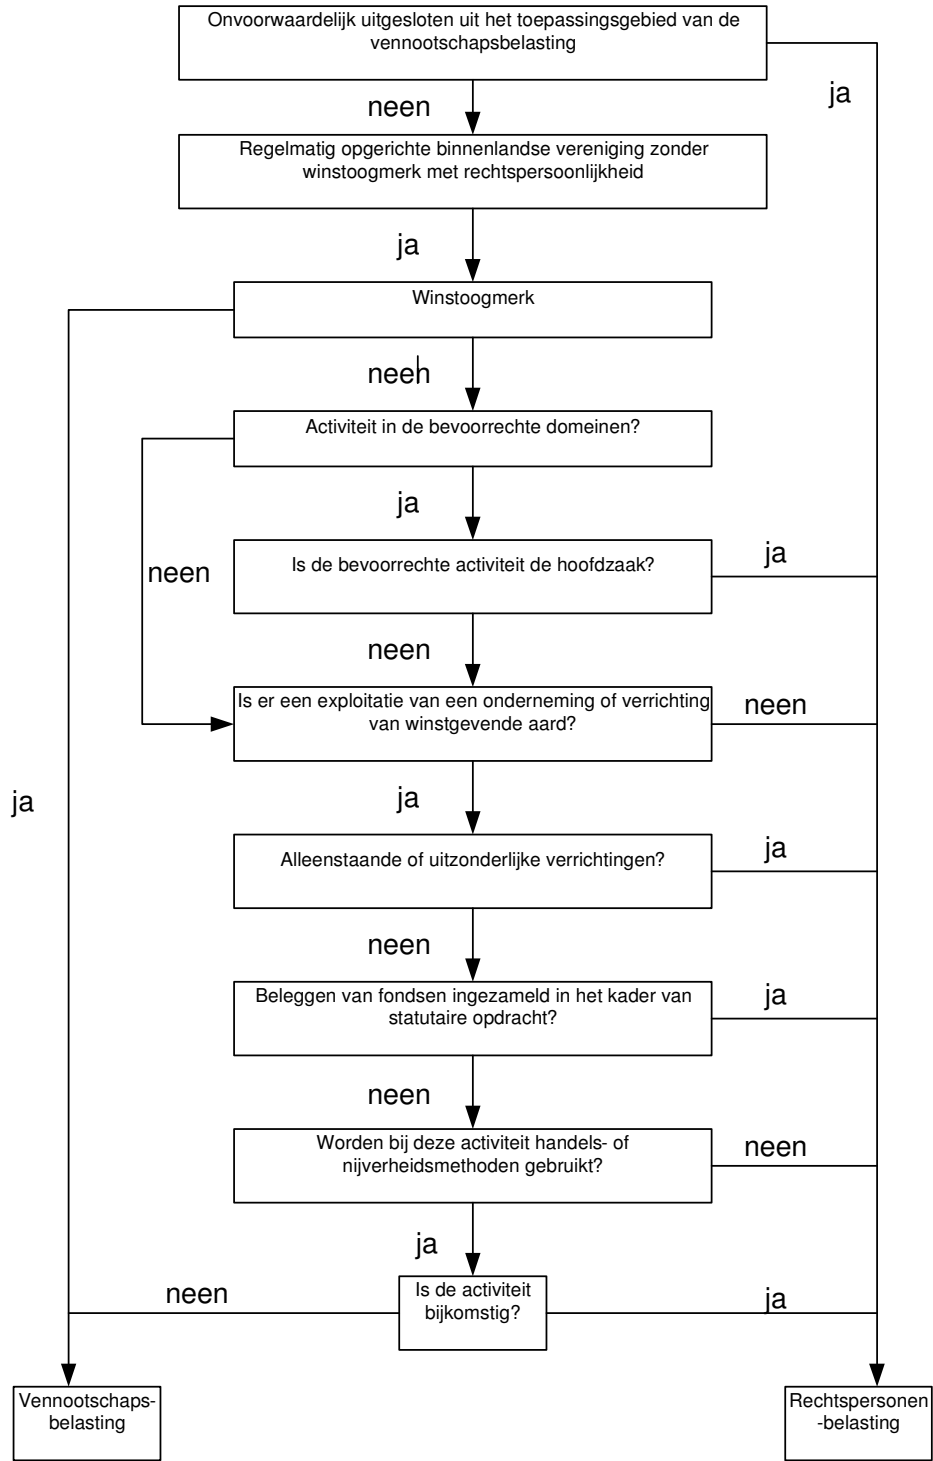 Onvoorwaardelijk uitgesloten uit het toepassingsgebied van de
vennootschapsbelasting
ja
neen
Regelmatig opgerichte binnenlandse vereniging zonder
winstoogmerk met rechtspersoonlijkheid
ja
Winstoogmerk
neen
Activiteit in de bevoorrechte domeinen?
ja
neen
Is de bevoorrechte activiteit de hoofdzaak?
ja
neen
Is er een exploitatie van een onderneming of verrichting
van winstgevende aard?
neen
ja
ja
Alleenstaande of uitzonderlijke verrichtingen?
ja
neen
Beleggen van fondsen ingezameld in het kader van
statutaire opdracht?
ja
neen
Worden bij deze activiteit handels- of
nijverheidsmethoden gebruikt?
neen
ja
Is de activiteit
bijkomstig?
neen
ja
Vennootschaps-
belasting
Rechtspersonen
-belasting